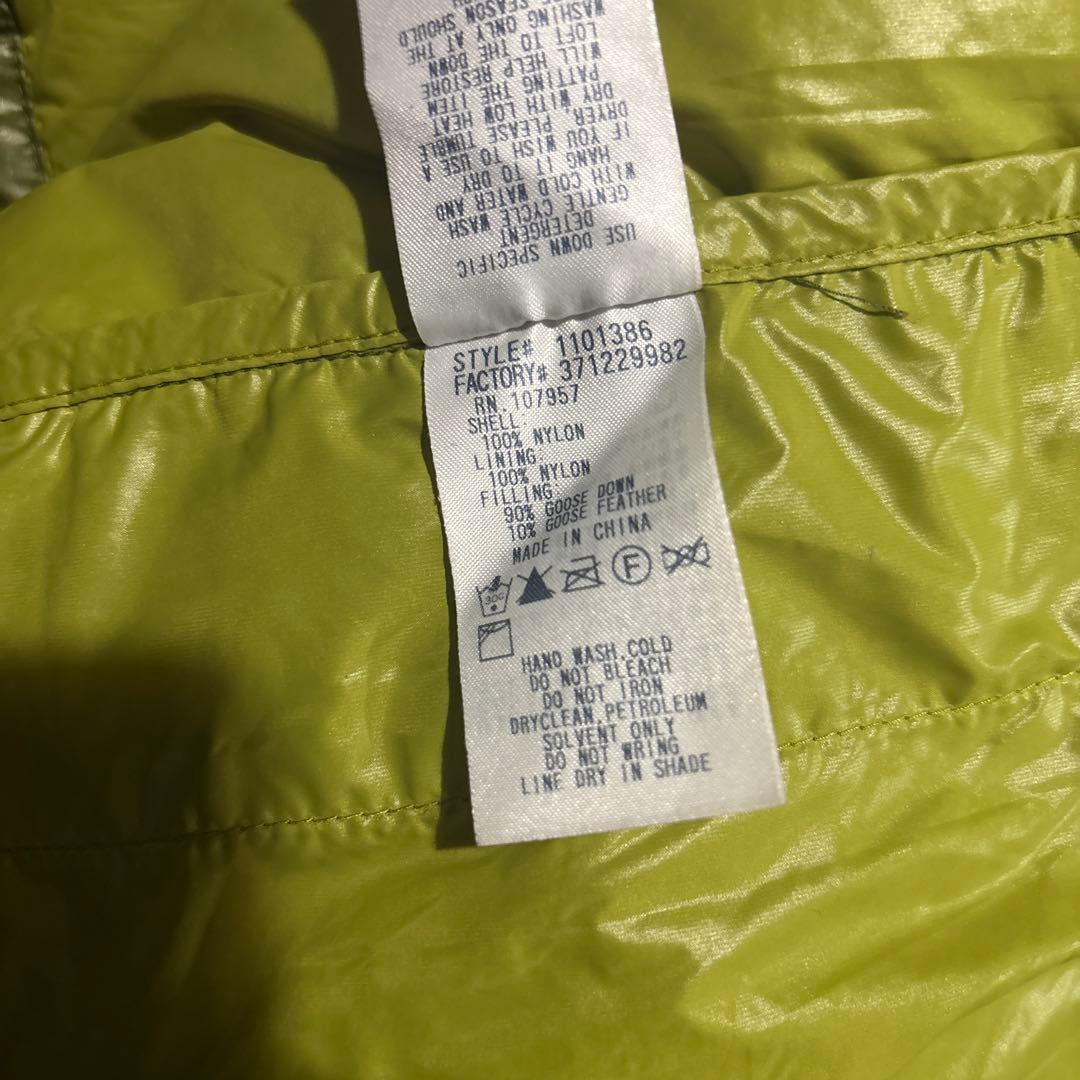 USE DOWN SPECIFIC
DETERGENT
GENTLE CYCLE WASH
WITH COLD WATER AND
HANG IT TO DRY
IF YOU WISH TO USE A
DRYER, PLEASE TUMBLE
DRY WITH LOW HEAT
PATTING THE ITEM
WILL HELP RESTORE
LOFT TO THE DOWN
WASHING ONLY AT THE
SEASON SHOULD
STYLE# 1101386
FACTORY# 371229982
RN 107957
SHELL
100% NYLON
LINING
100% NYLON
FILLING
90% GOOSE DOWN
10% GOOSE FEATHER
MADE IN CHINA
30C F
HAND WASH COLD
DO NOT BLEACH
DO NOT IRON
DRYCLEAN, PETROLEUM
SOLVENT ONLY
DO NOT WRING
LINE DRY IN SHADE